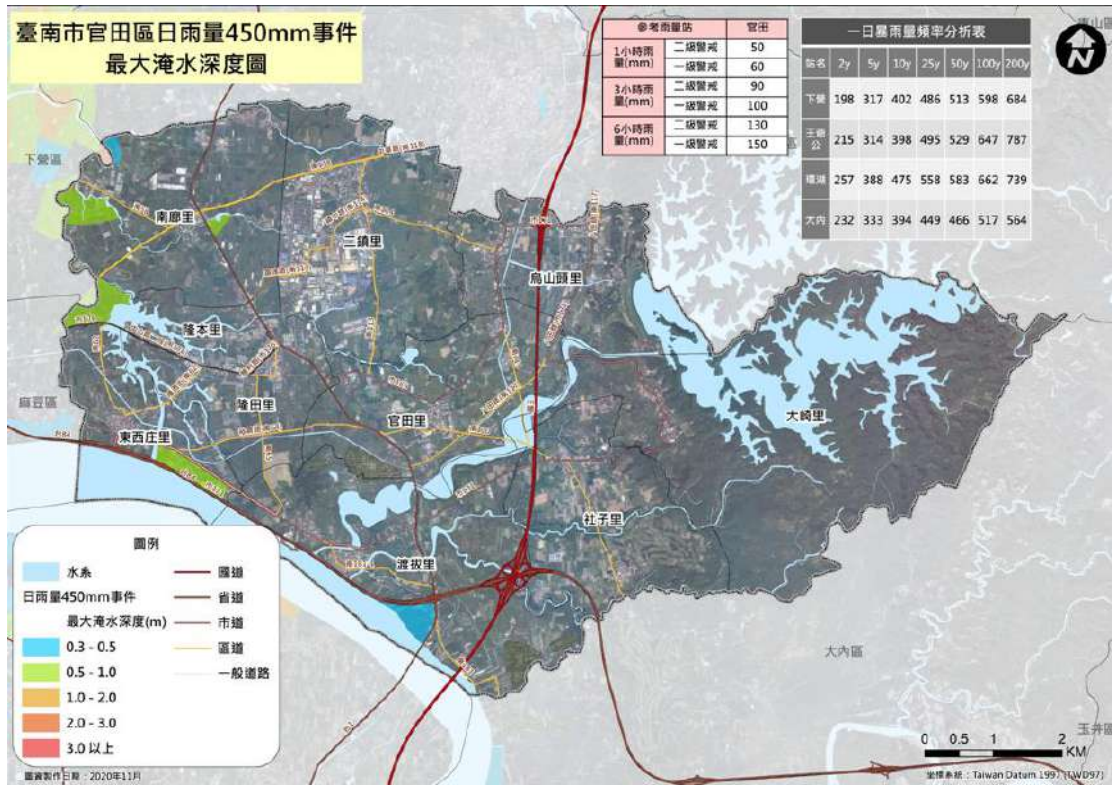 臺南市官田區日雨量450mm事件
最大淹水深度圖
參考雨量站 官田
1小時雨量(mm) 二級警戒 50
一級警戒 60
3小時雨量(mm) 二級警戒 90
一級警戒 100
6小時雨量(mm) 二級警戒 130
一級警戒 150
一日暴雨量頻率分析表
站名 2y 5y 10y 25y 50y 100y 200y
下營 198 317 402 486 513 598 684
王爺公 215 314 398 495 529 647 787
環湖 257 388 475 558 583 662 739
大內 232 333 394 449 466 517 564
N
下營區
南廍里
二鎮里
烏山頭里
隆本里
麻豆區
隆田里
官田里
大崎里
東西庄里
社子里
渡拔里
大內區
玉井區
圖例
水系
日雨量450mm事件
最大淹水深度(m)
0.3 - 0.5
0.5 - 1.0
1.0 - 2.0
2.0 - 3.0
3.0 以上
國道
省道
市道
區道
一般道路
圖資製作日期：2020年11月
0 0.5 1 2
KM
坐標系統：Taiwan Datum 1997 (TWD97)